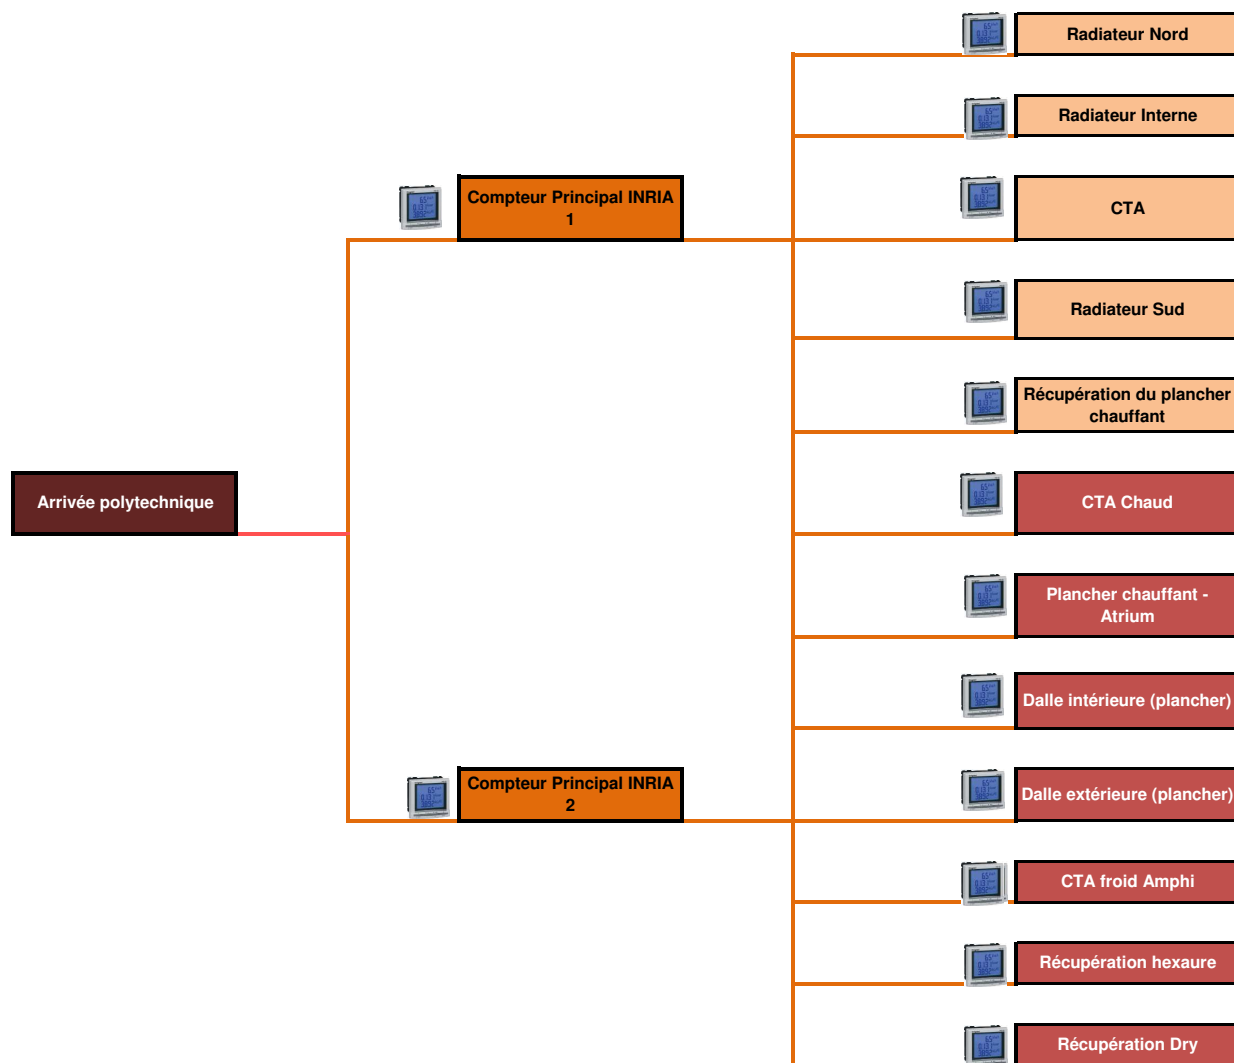 Radiateur Nord
Radiateur Interne
Compteur Principal INRIA
1
CTA
Radiateur Sud
Récupération du plancher
chauffant
Arrivée polytechnique
CTA Chaud
Plancher chauffant -
Atrium
Dalle intérieure (plancher)
Compteur Principal INRIA
2
Dalle extérieure (plancher)
CTA froid Amphi
Récupération hexaure
Récupération Dry